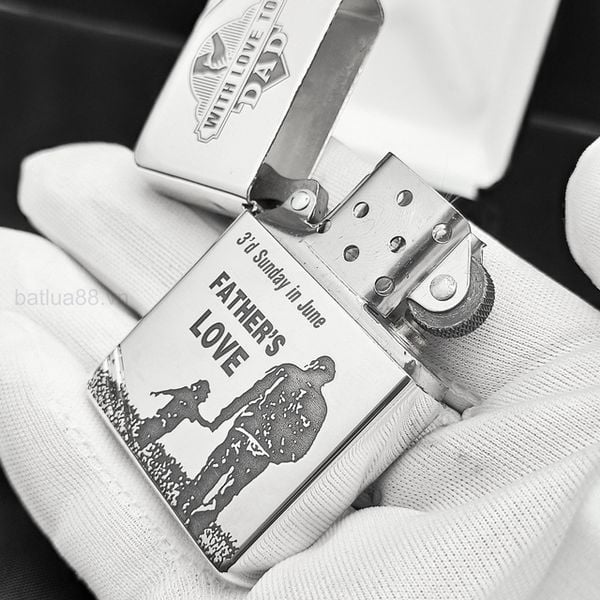 WITH LOVE TO
DAD
3'd Sunday in June
FATHER'S
LOVE
batlua88.vn